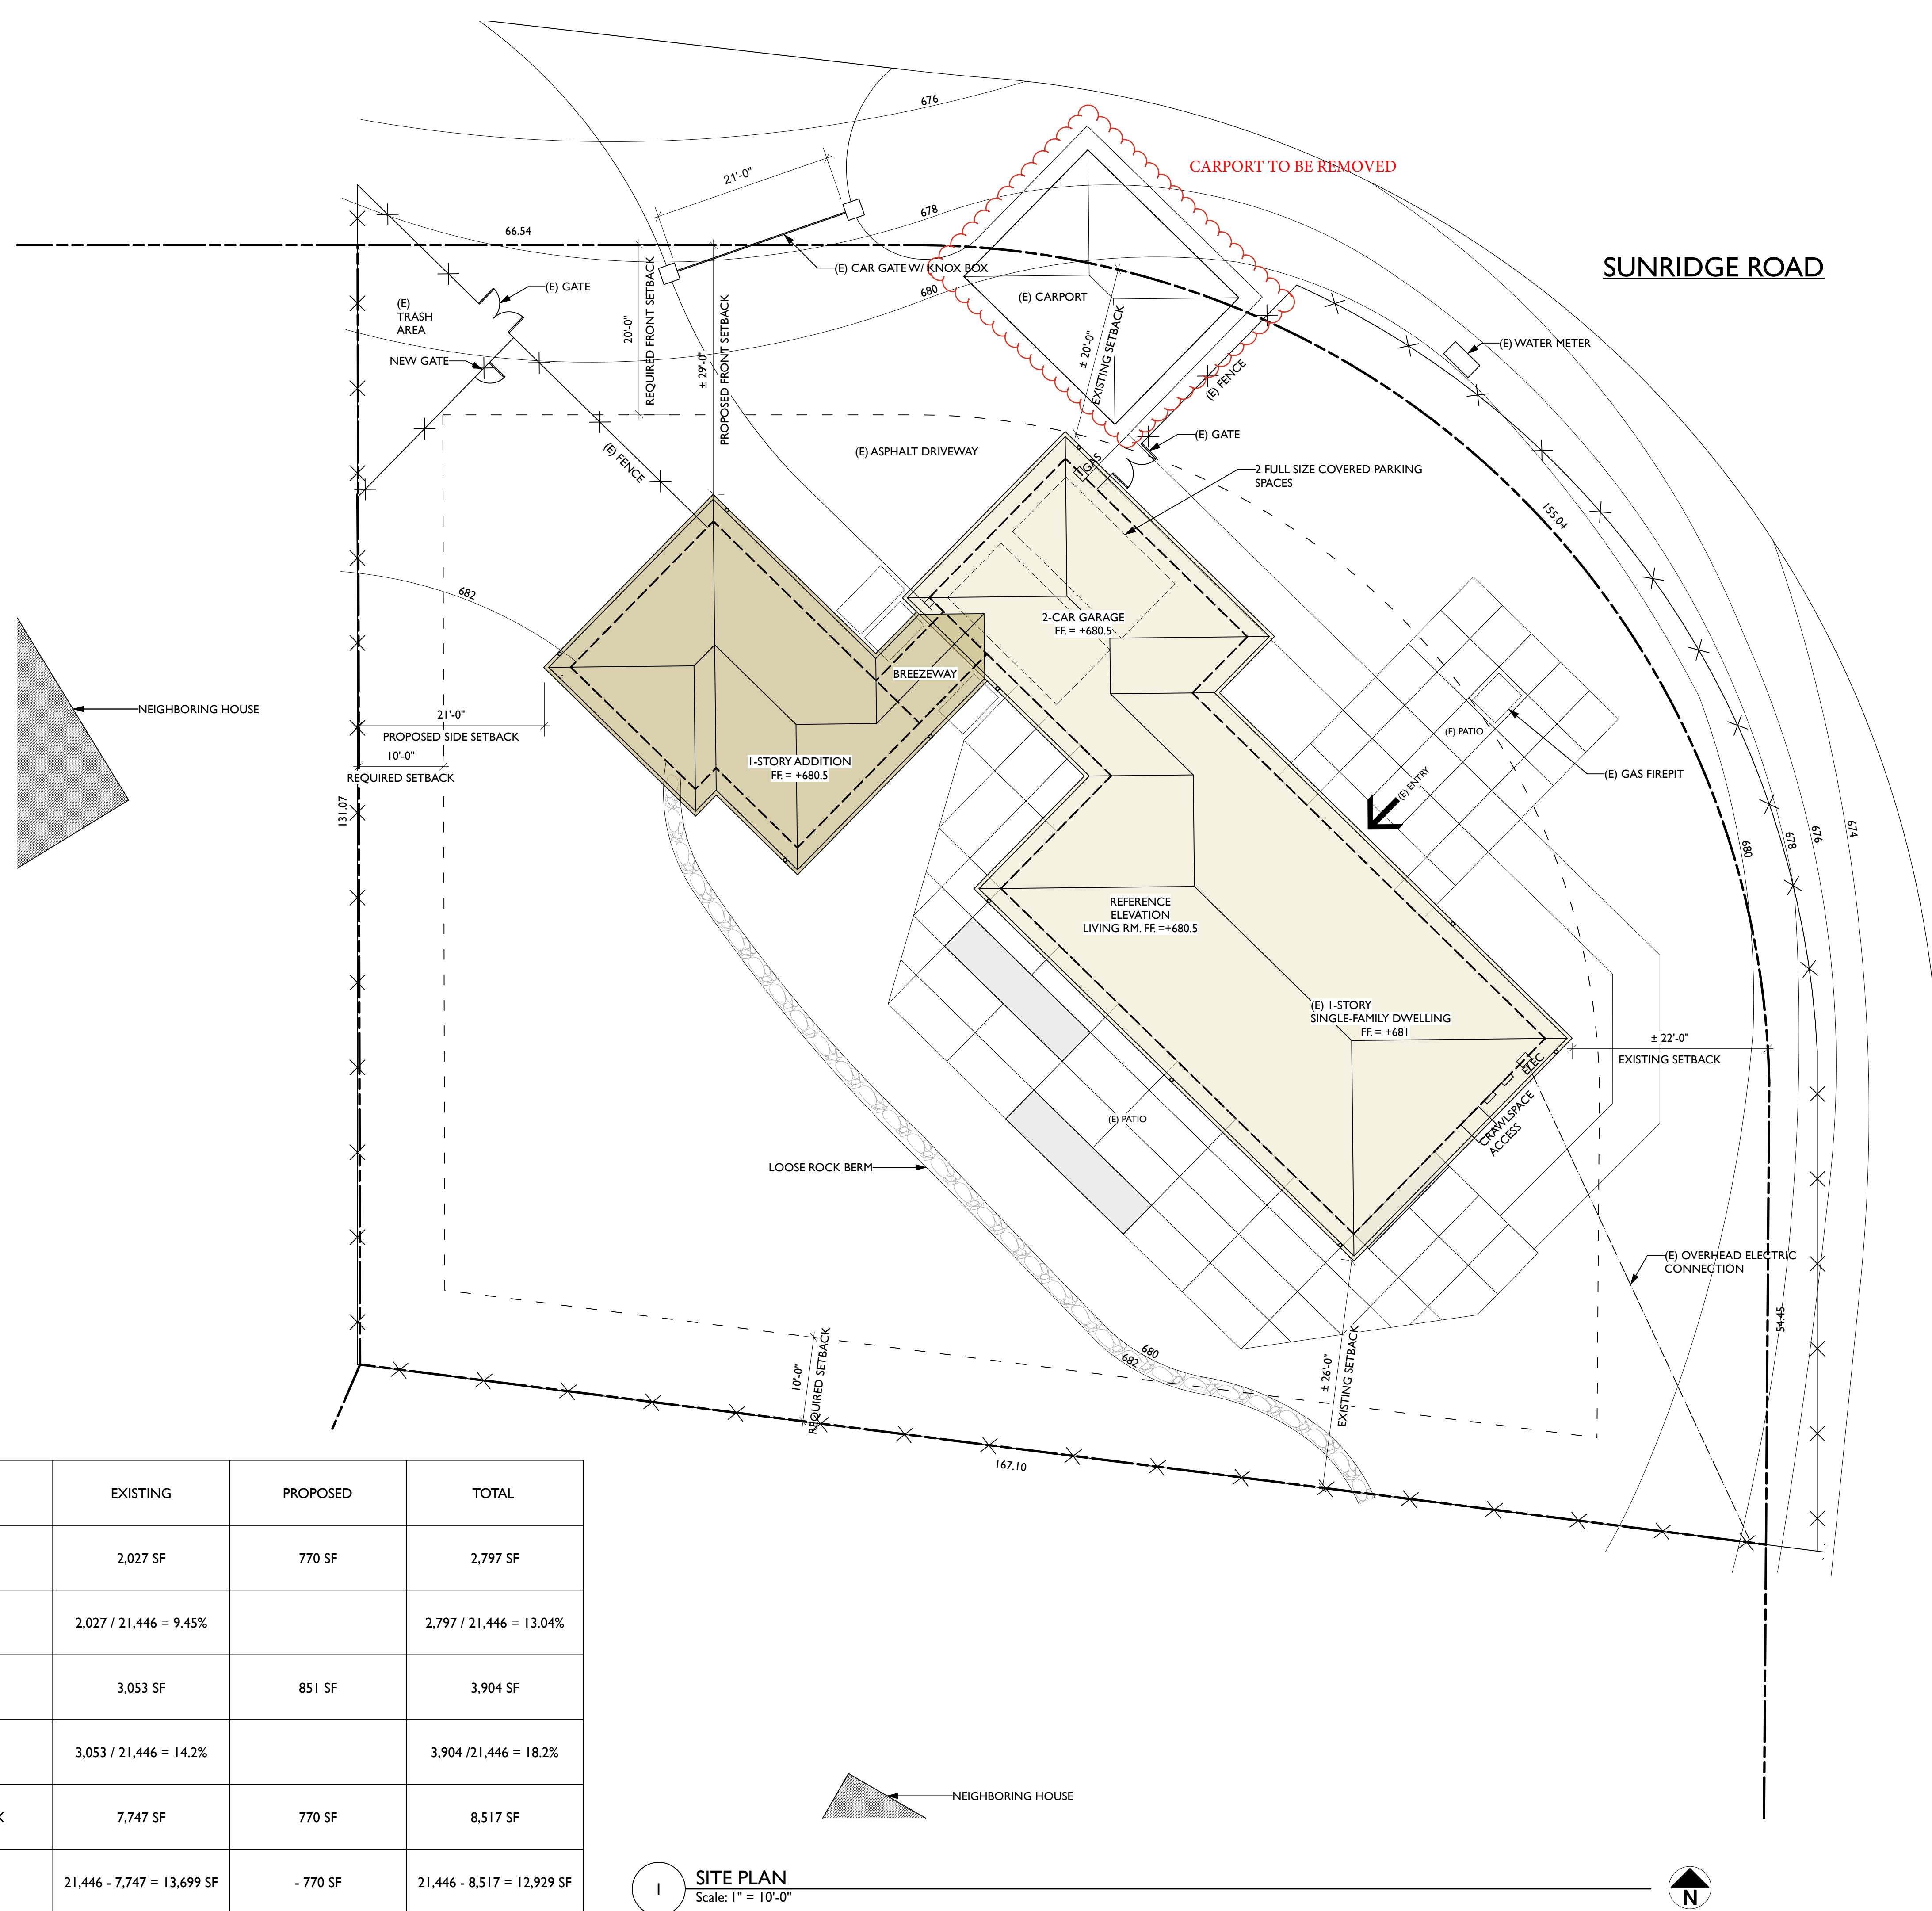 676
CARPORT TO BE REMOVED
21'-0"
678
66.54
(E) CAR GATE W/ KNOX BOX
SUNRIDGE ROAD
(E) GATE
680
(E) CARPORT
(E)
TRASH
AREA
20'-0"
REQUIRED FRONT SETBACK
± 29'-0"
PROPOSED FRONT SETBACK
± 20'-0"
EXISTING SETBACK
(E) WATER METER
NEW GATE
(E) FENCE
(E) GATE
(E) FENCE
(E) ASPHALT DRIVEWAY
GAS
2 FULL SIZE COVERED PARKING
SPACES
155.04
682
2-CAR GARAGE
FF. = +680.5
BREEZEWAY
NEIGHBORING HOUSE
21'-0"
PROPOSED SIDE SETBACK
10'-0"
REQUIRED SETBACK
131.07
1-STORY ADDITION
FF. = +680.5
(E) PATIO
(E) GAS FIREPIT
(E) ENTRY
680
678
676
674
REFERENCE
ELEVATION
LIVING RM. FF. =+680.5
(E) 1-STORY
SINGLE-FAMILY DWELLING
FF. = +681
± 22'-0"
EXISTING SETBACK
ELEC
CRAWLSPACE
ACCESS
(E) PATIO
LOOSE ROCK BERM
(E) OVERHEAD ELECTRIC
CONNECTION
54.45
10'-0"
REQUIRED SETBACK
680
682
± 26'-0"
EXISTING SETBACK
167.10
EXISTING
PROPOSED
TOTAL
2,027 SF
770 SF
2,797 SF
2,027 / 21,446 = 9.45%
2,797 / 21,446 = 13.04%
3,053 SF
851 SF
3,904 SF
3,053 / 21,446 = 14.2%
3,904 /21,446 = 18.2%
7,747 SF
770 SF
8,517 SF
21,446 - 7,747 = 13,699 SF
- 770 SF
21,446 - 8,517 = 12,929 SF
NEIGHBORING HOUSE
1
SITE PLAN
Scale: 1" = 10'-0"
N